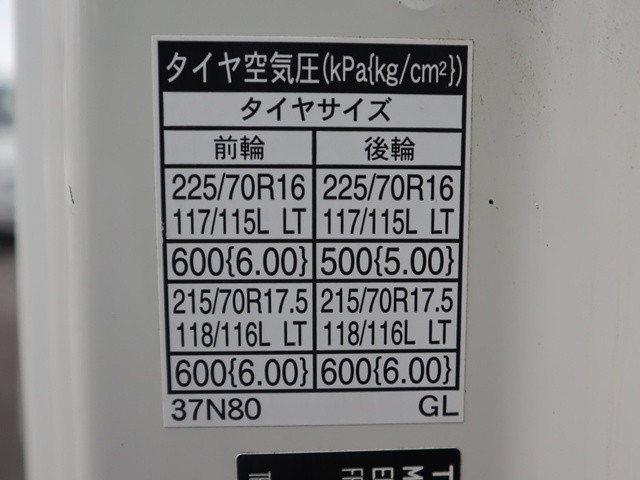 タイヤ空気圧(kPa{kg/cm²})
タイヤサイズ
前輪 後輪
225/70R16 225/70R16
117/115L LT 117/115L LT
600{6.00} 500{5.00}
215/70R17.5 215/70R17.5
118/116L LT 118/116L LT
600{6.00} 600{6.00}
37N80 GL